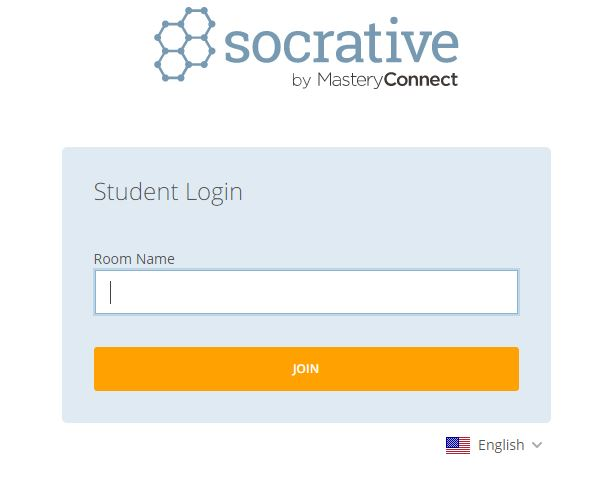 socrative
by MasteryConnect
Student Login
Room Name
JOIN
English